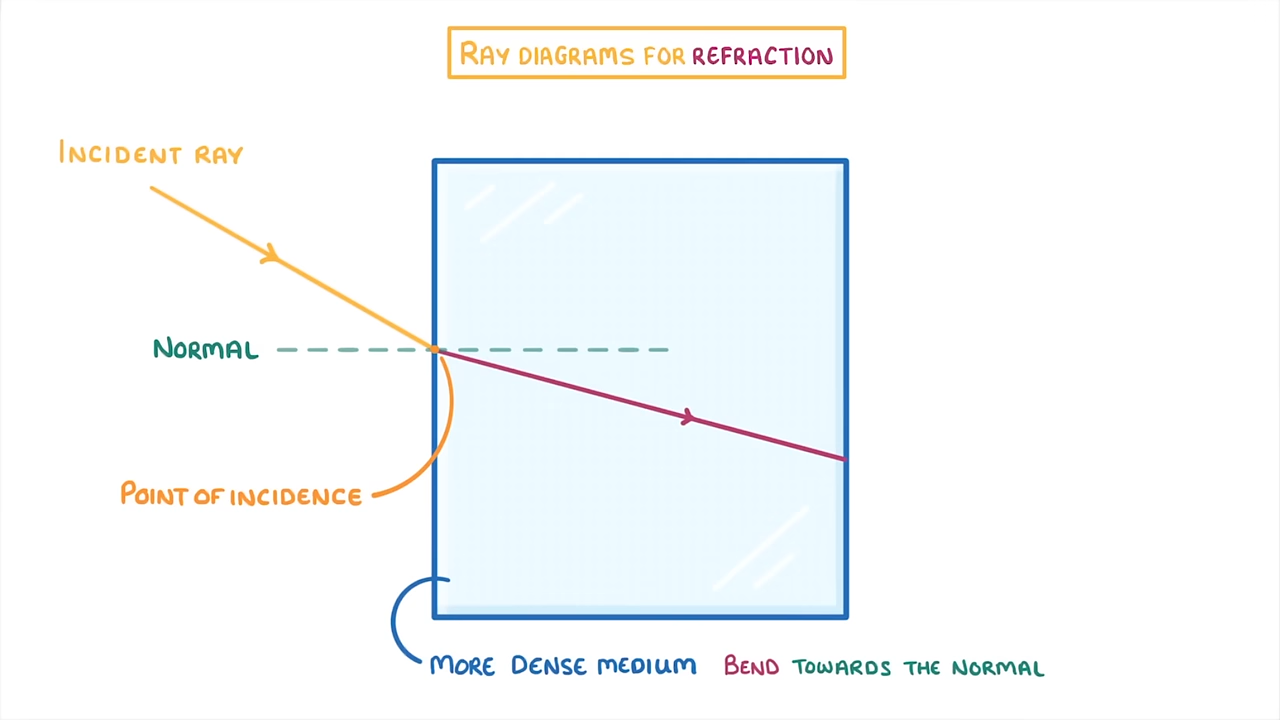 RAY DIAGRAMS FOR REFRACTION
INCIDENT RAY
NORMAL
POINT OF INCIDENCE
MORE DENSE MEDIUM BEND TOWARDS THE NORMAL